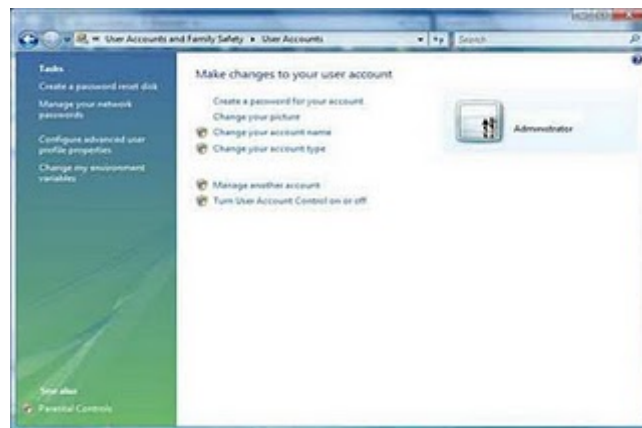 User Accounts and Family Safety ▸ User Accounts
Search
Tasks
Create a password reset disk
Manage your network
passwords
Configure advanced user
profile properties
Change my environment
variables
See also
Parental Controls
Make changes to your user account
Create a password for your account
Change your picture
Change your account name
Change your account type
Manage another account
Turn User Account Control on or off
Administrator